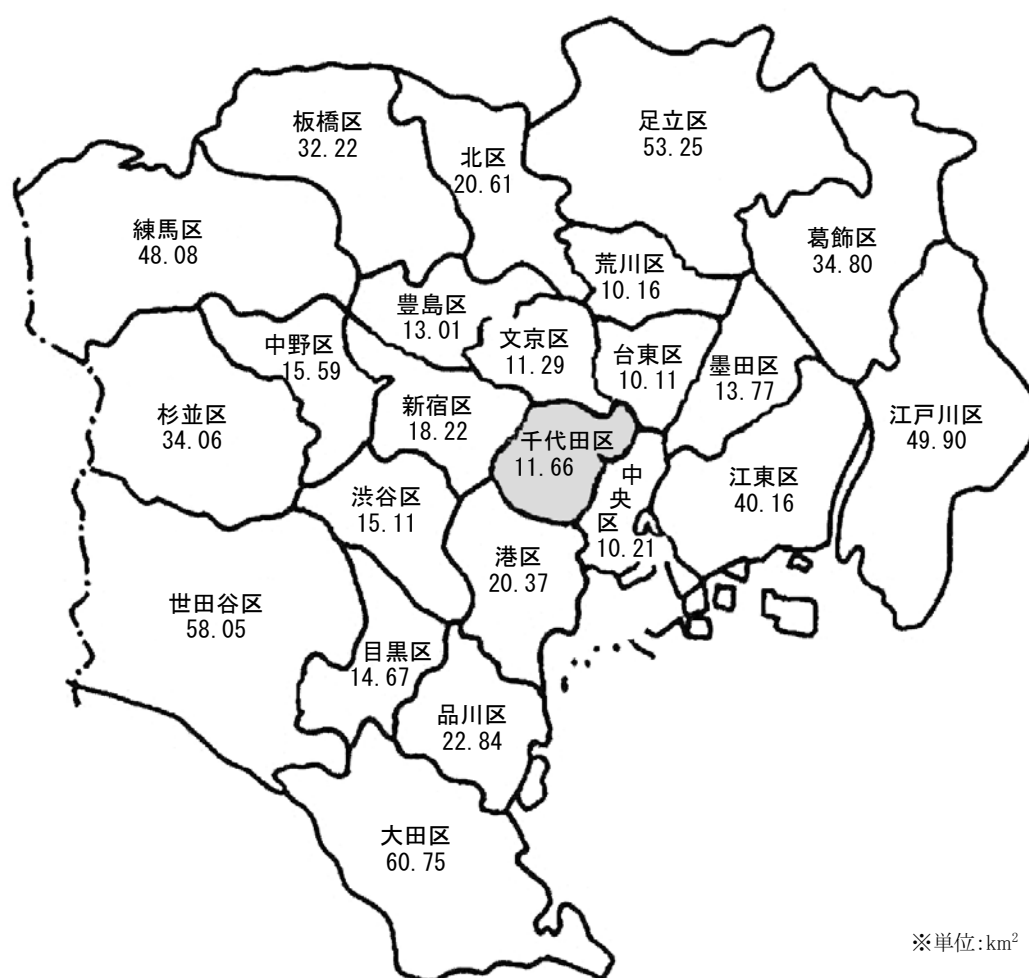 足立区
53.25
板橋区
32.22
北区
20.61
練馬区
48.08
葛飾区
34.80
荒川区
10.16
豊島区
13.01
文京区
11.29
台東区
10.11
墨田区
13.77
中野区
15.59
新宿区
18.22
杉並区
34.06
千代田区
11.66
江戸川区
49.90
江東区
40.16
中央区
10.21
渋谷区
15.11
港区
20.37
世田谷区
58.05
目黒区
14.67
品川区
22.84
大田区
60.75
※単位:km²